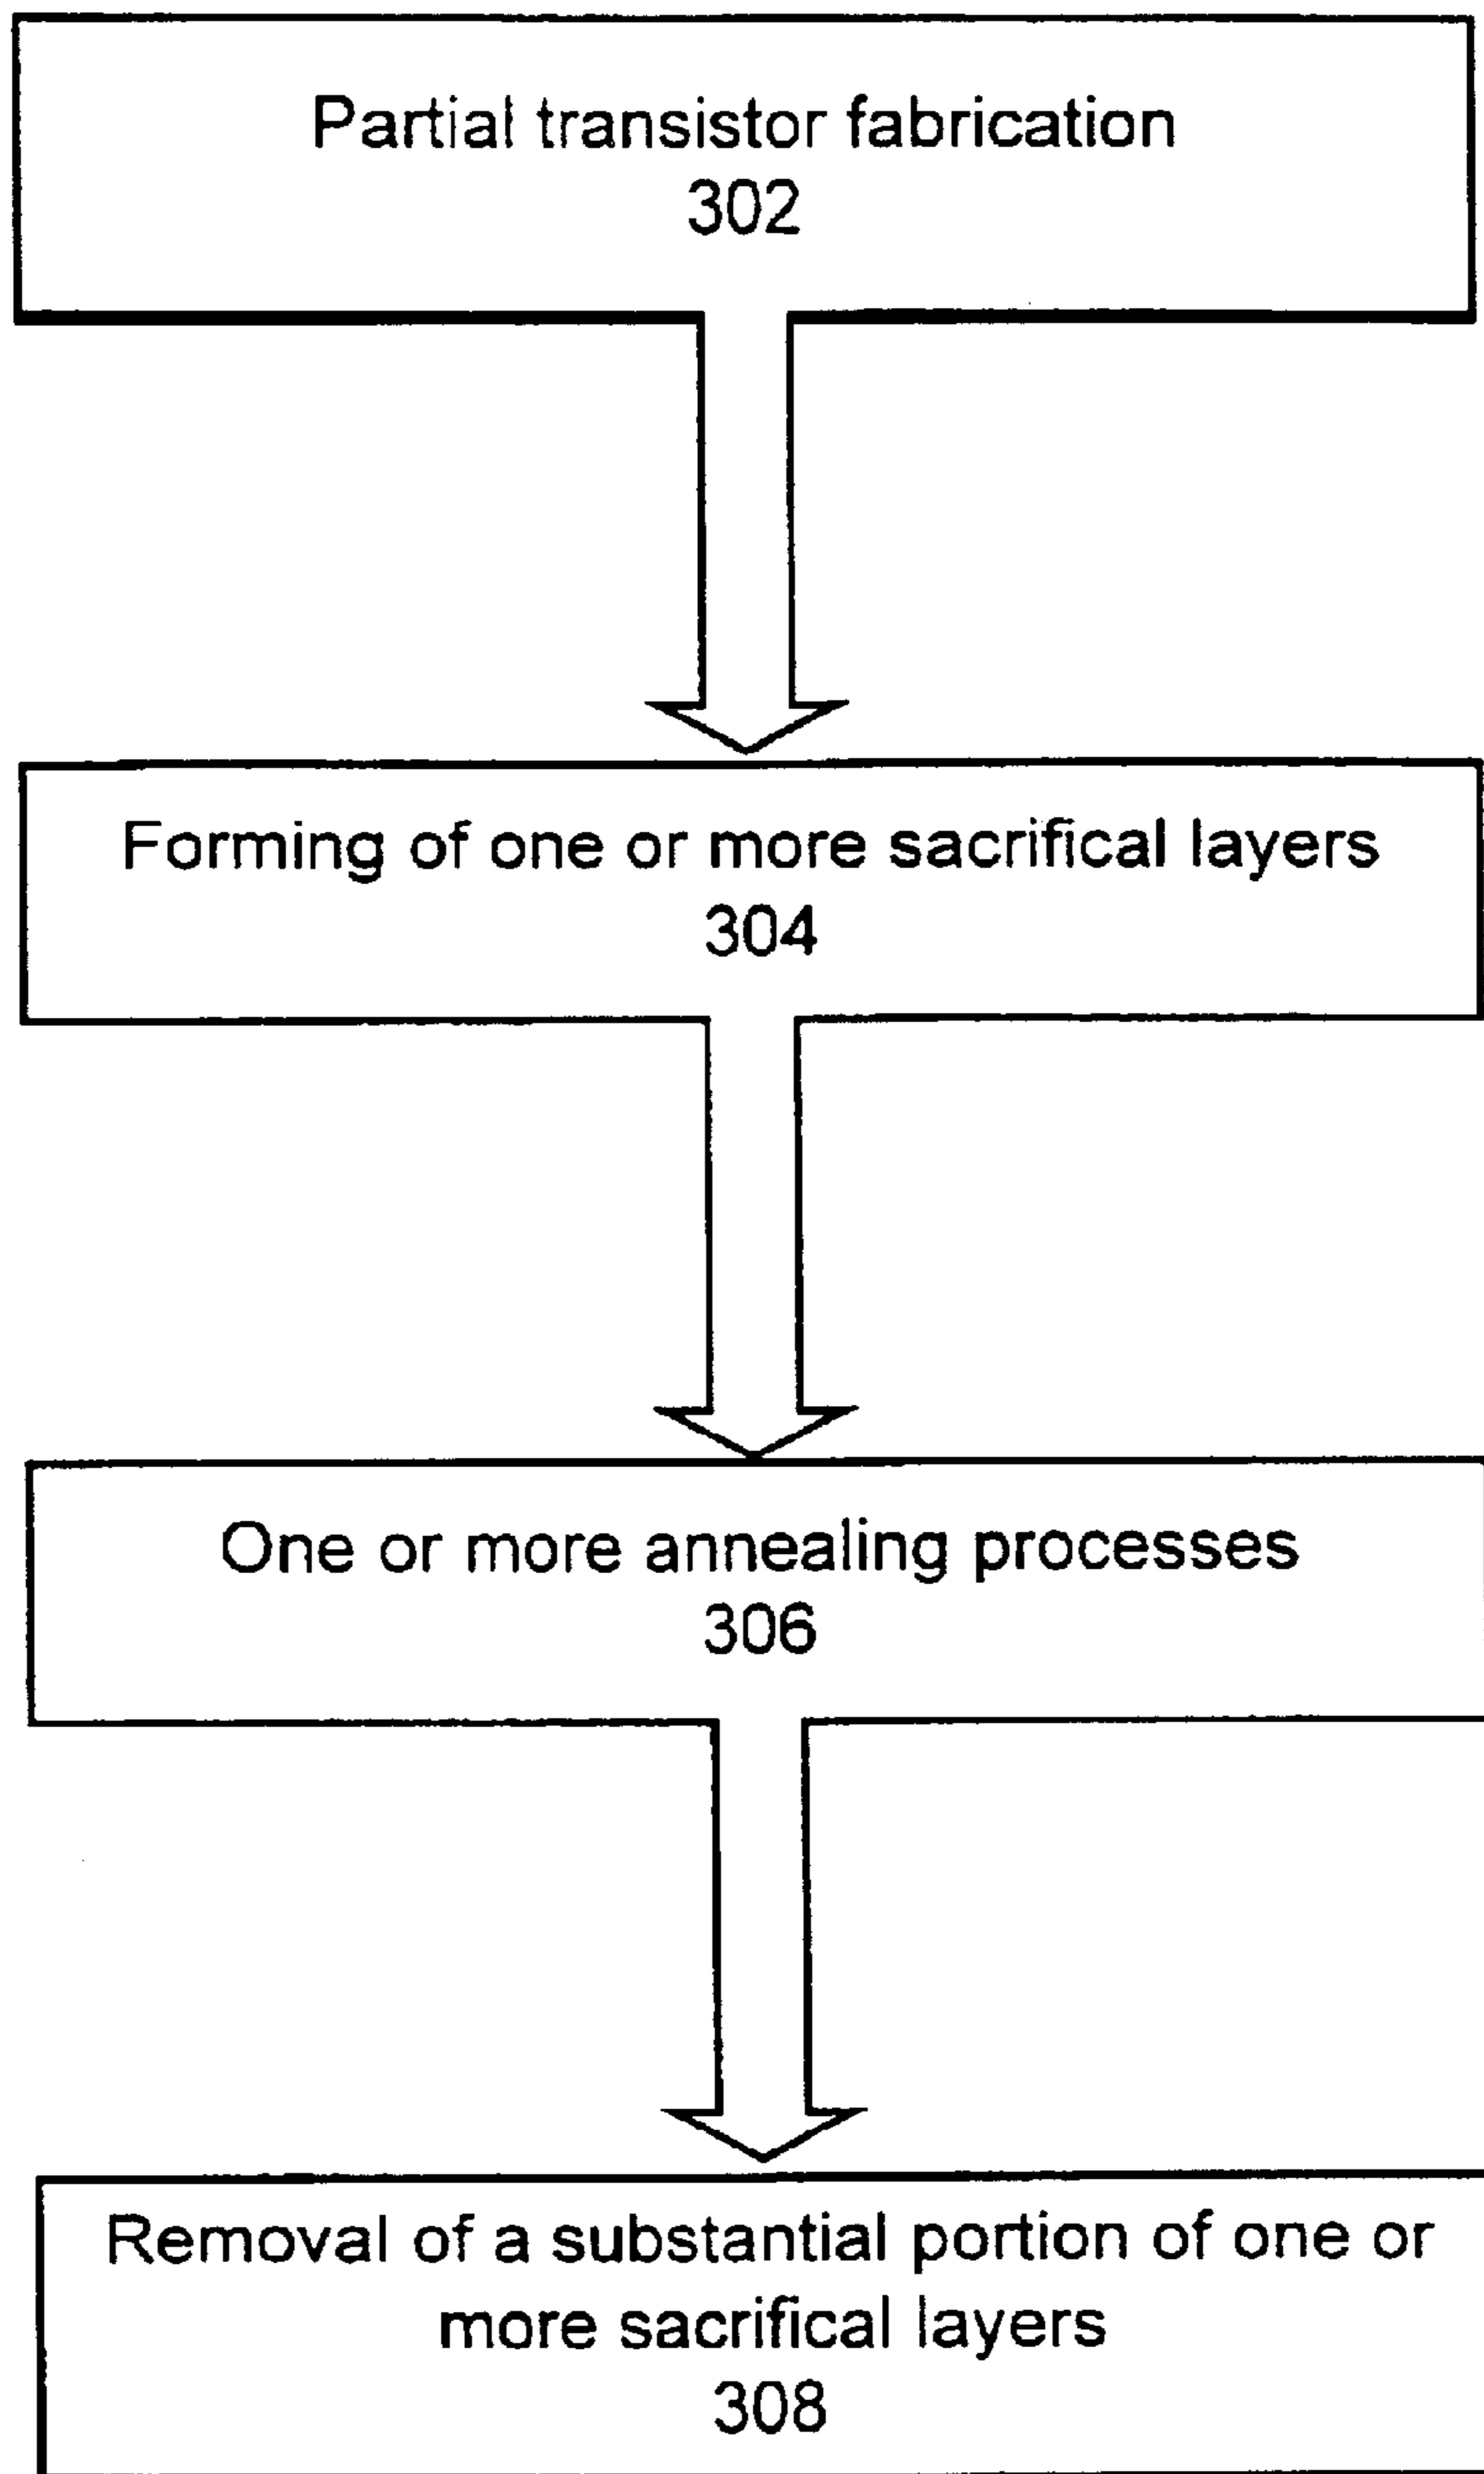 Partial transistor fabrication
302
Forming of one or more sacrifical layers
304
One or more annealing processes
306
Removal of a substantial portion of one or
more sacrifical layers
308